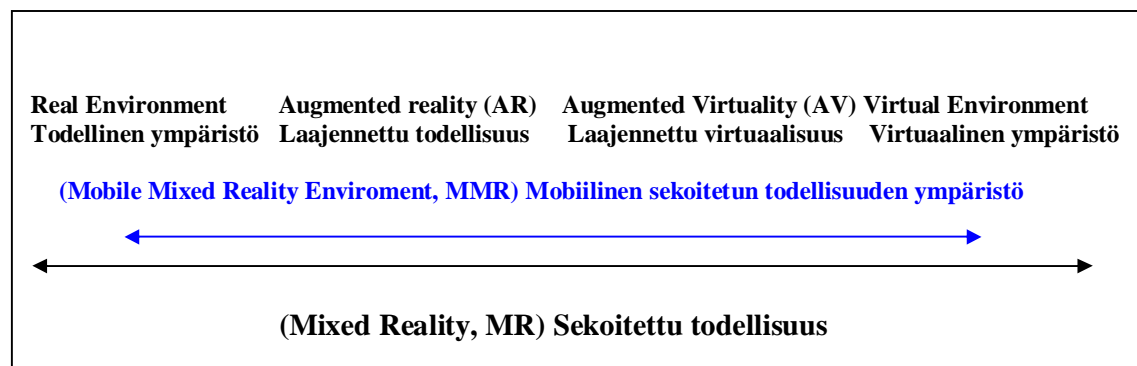 Real Environment Augmented reality (AR) Augmented Virtuality (AV) Virtual Environment
Todellinen ympäristö Laajennettu todellisuus Laajennettu virtuaalisuus Virtuaalinen ympäristö
(Mobile Mixed Reality Enviroment, MMR) Mobiilinen sekoitetun todellisuuden ympäristö
(Mixed Reality, MR) Sekoitettu todellisuus